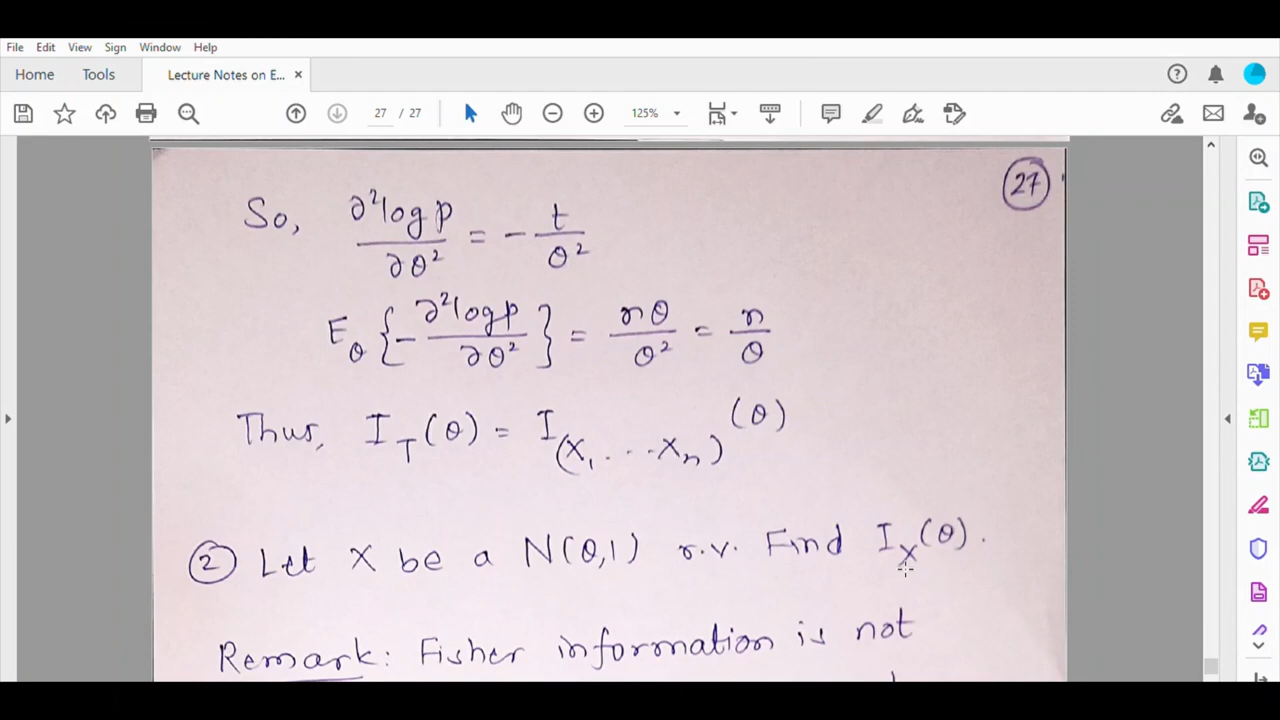 File Edit View Sign Window Help
Home Tools Lecture Notes on E... ×
27 / 27 125%
27
So, ∂²log p / ∂θ² = - t / θ²
E_θ {- ∂²log p / ∂θ²} = nθ / θ² = n / θ
Thus, I_T(θ) = I_(X₁ ... Xₙ) (θ)
② Let X be a N(θ,1) r.v. Find I_X(θ).
Remark: Fisher information is not